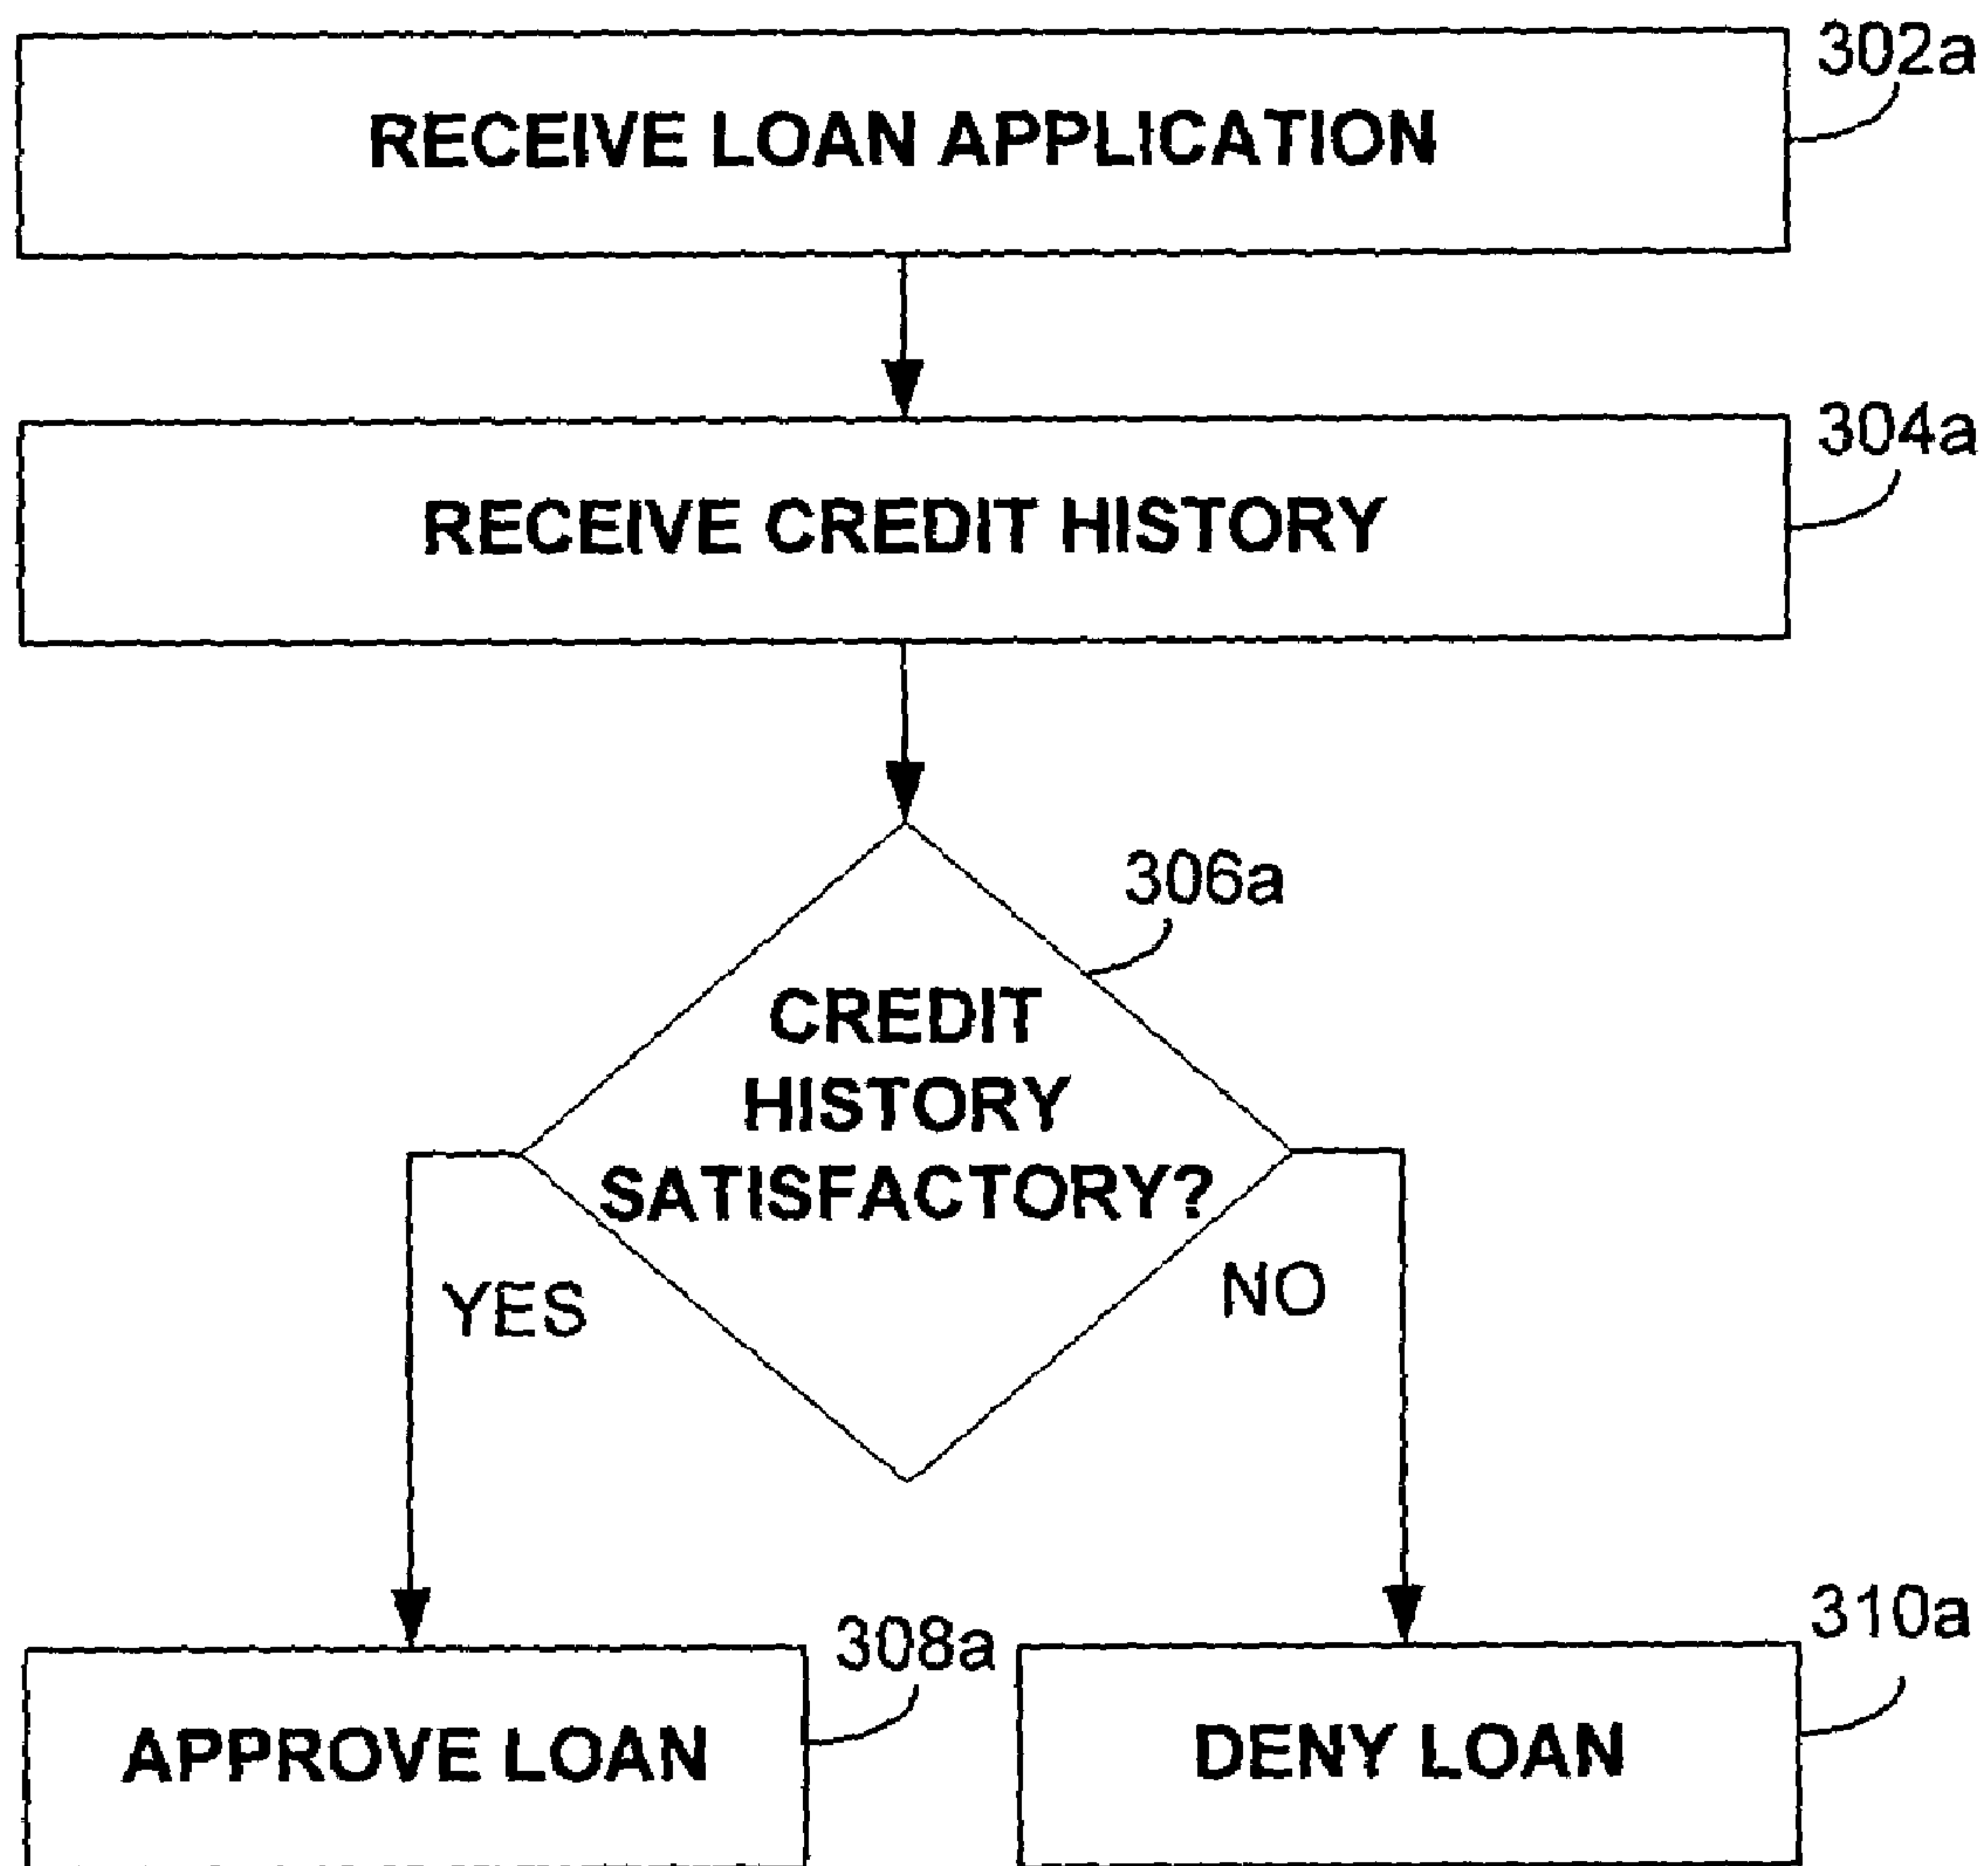 302a
RECEIVE LOAN APPLICATION
304a
RECEIVE CREDIT HISTORY
306a
CREDIT
HISTORY
SATISFACTORY?
YES
NO
308a
310a
APPROVE LOAN
DENY LOAN